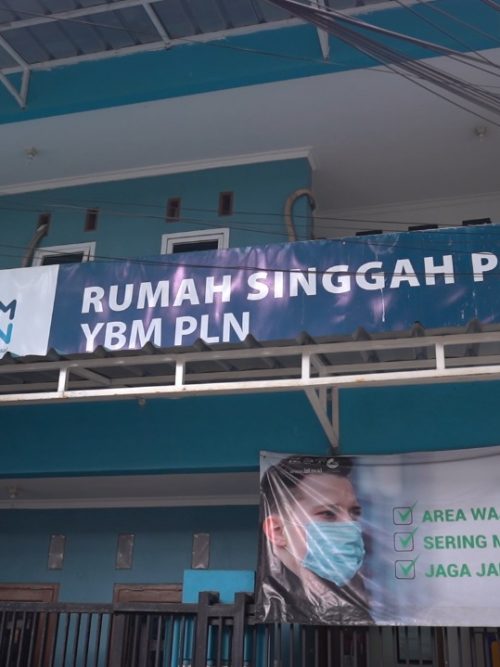 RUMAH SINGGAH P
YBM PLN
AREA WA
SERING
JAGA JA